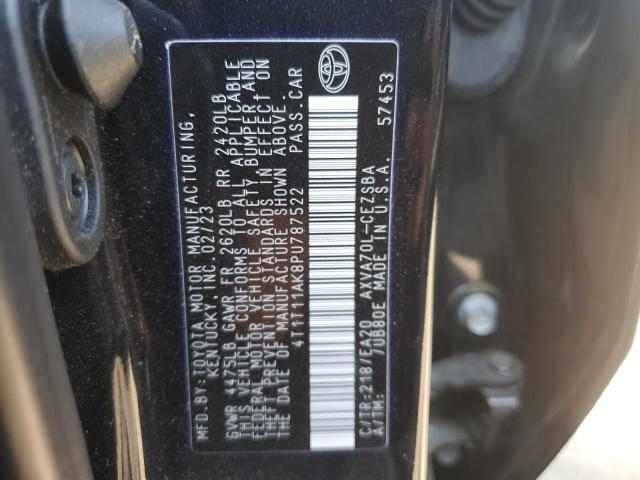 MFD.BY:TOYOTA MOTOR MANUFACTURING,
KENTUCKY, INC. 02/23
GVWR 4475LB GAWR FR 2620LB RR 2420LB
THIS VEHICLE CONFORMS TO ALL APPLICABLE
FEDERAL MOTOR VEHICLE SAFETY, BUMPER AND
THEFT PREVENTION STANDARDS IN EFFECT ON
THE DATE OF MANUFACTURE SHOWN ABOVE.
4T1T11AK8PU787522 PASS.CAR
C/TR:218/EA20 AXVA70L-CEZSBA
A/TM: /UB80E MADE IN U.S.A. 57453